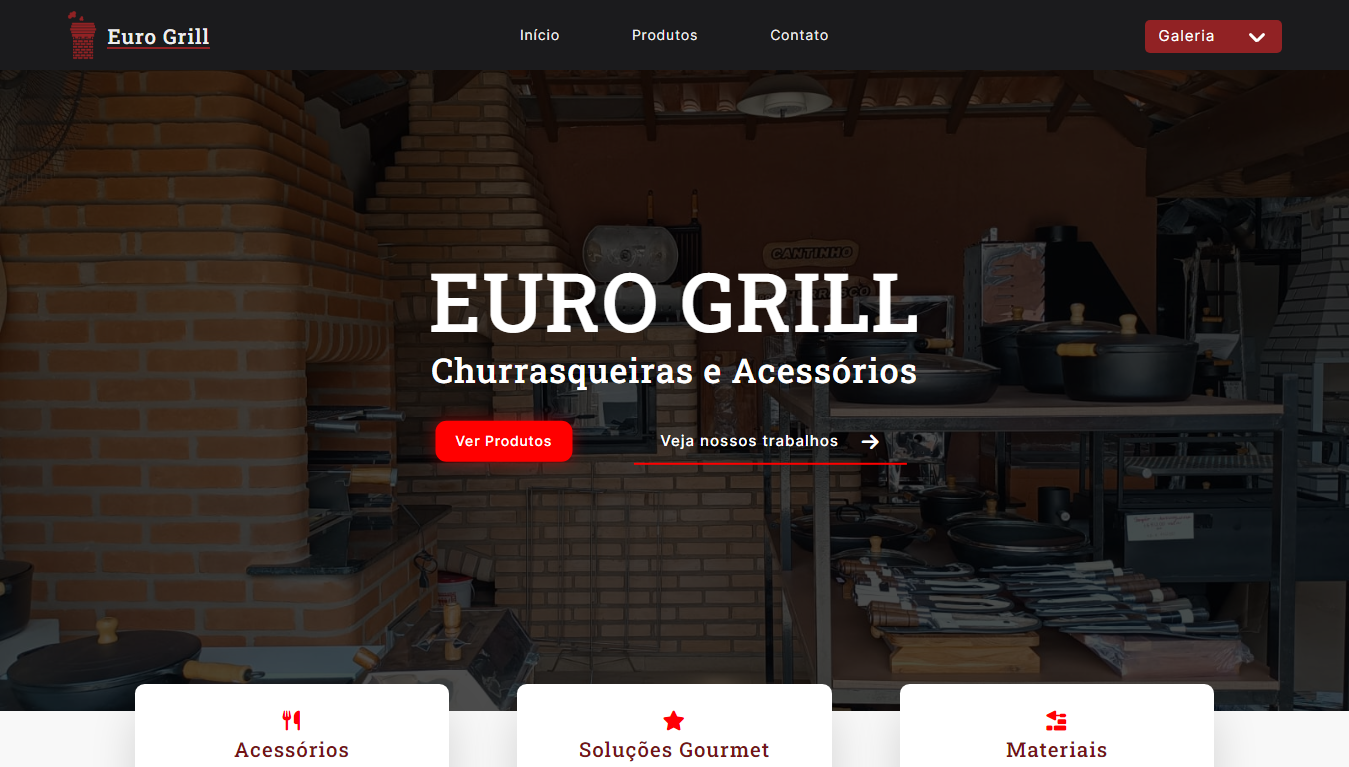 Euro Grill
Início
Produtos
Contato
Galeria
CANTINHO
EURO GRILL
Churrasqueiras e Acessórios
Ver Produtos
Veja nossos trabalhos
Acessórios
Soluções Gourmet
Materiais